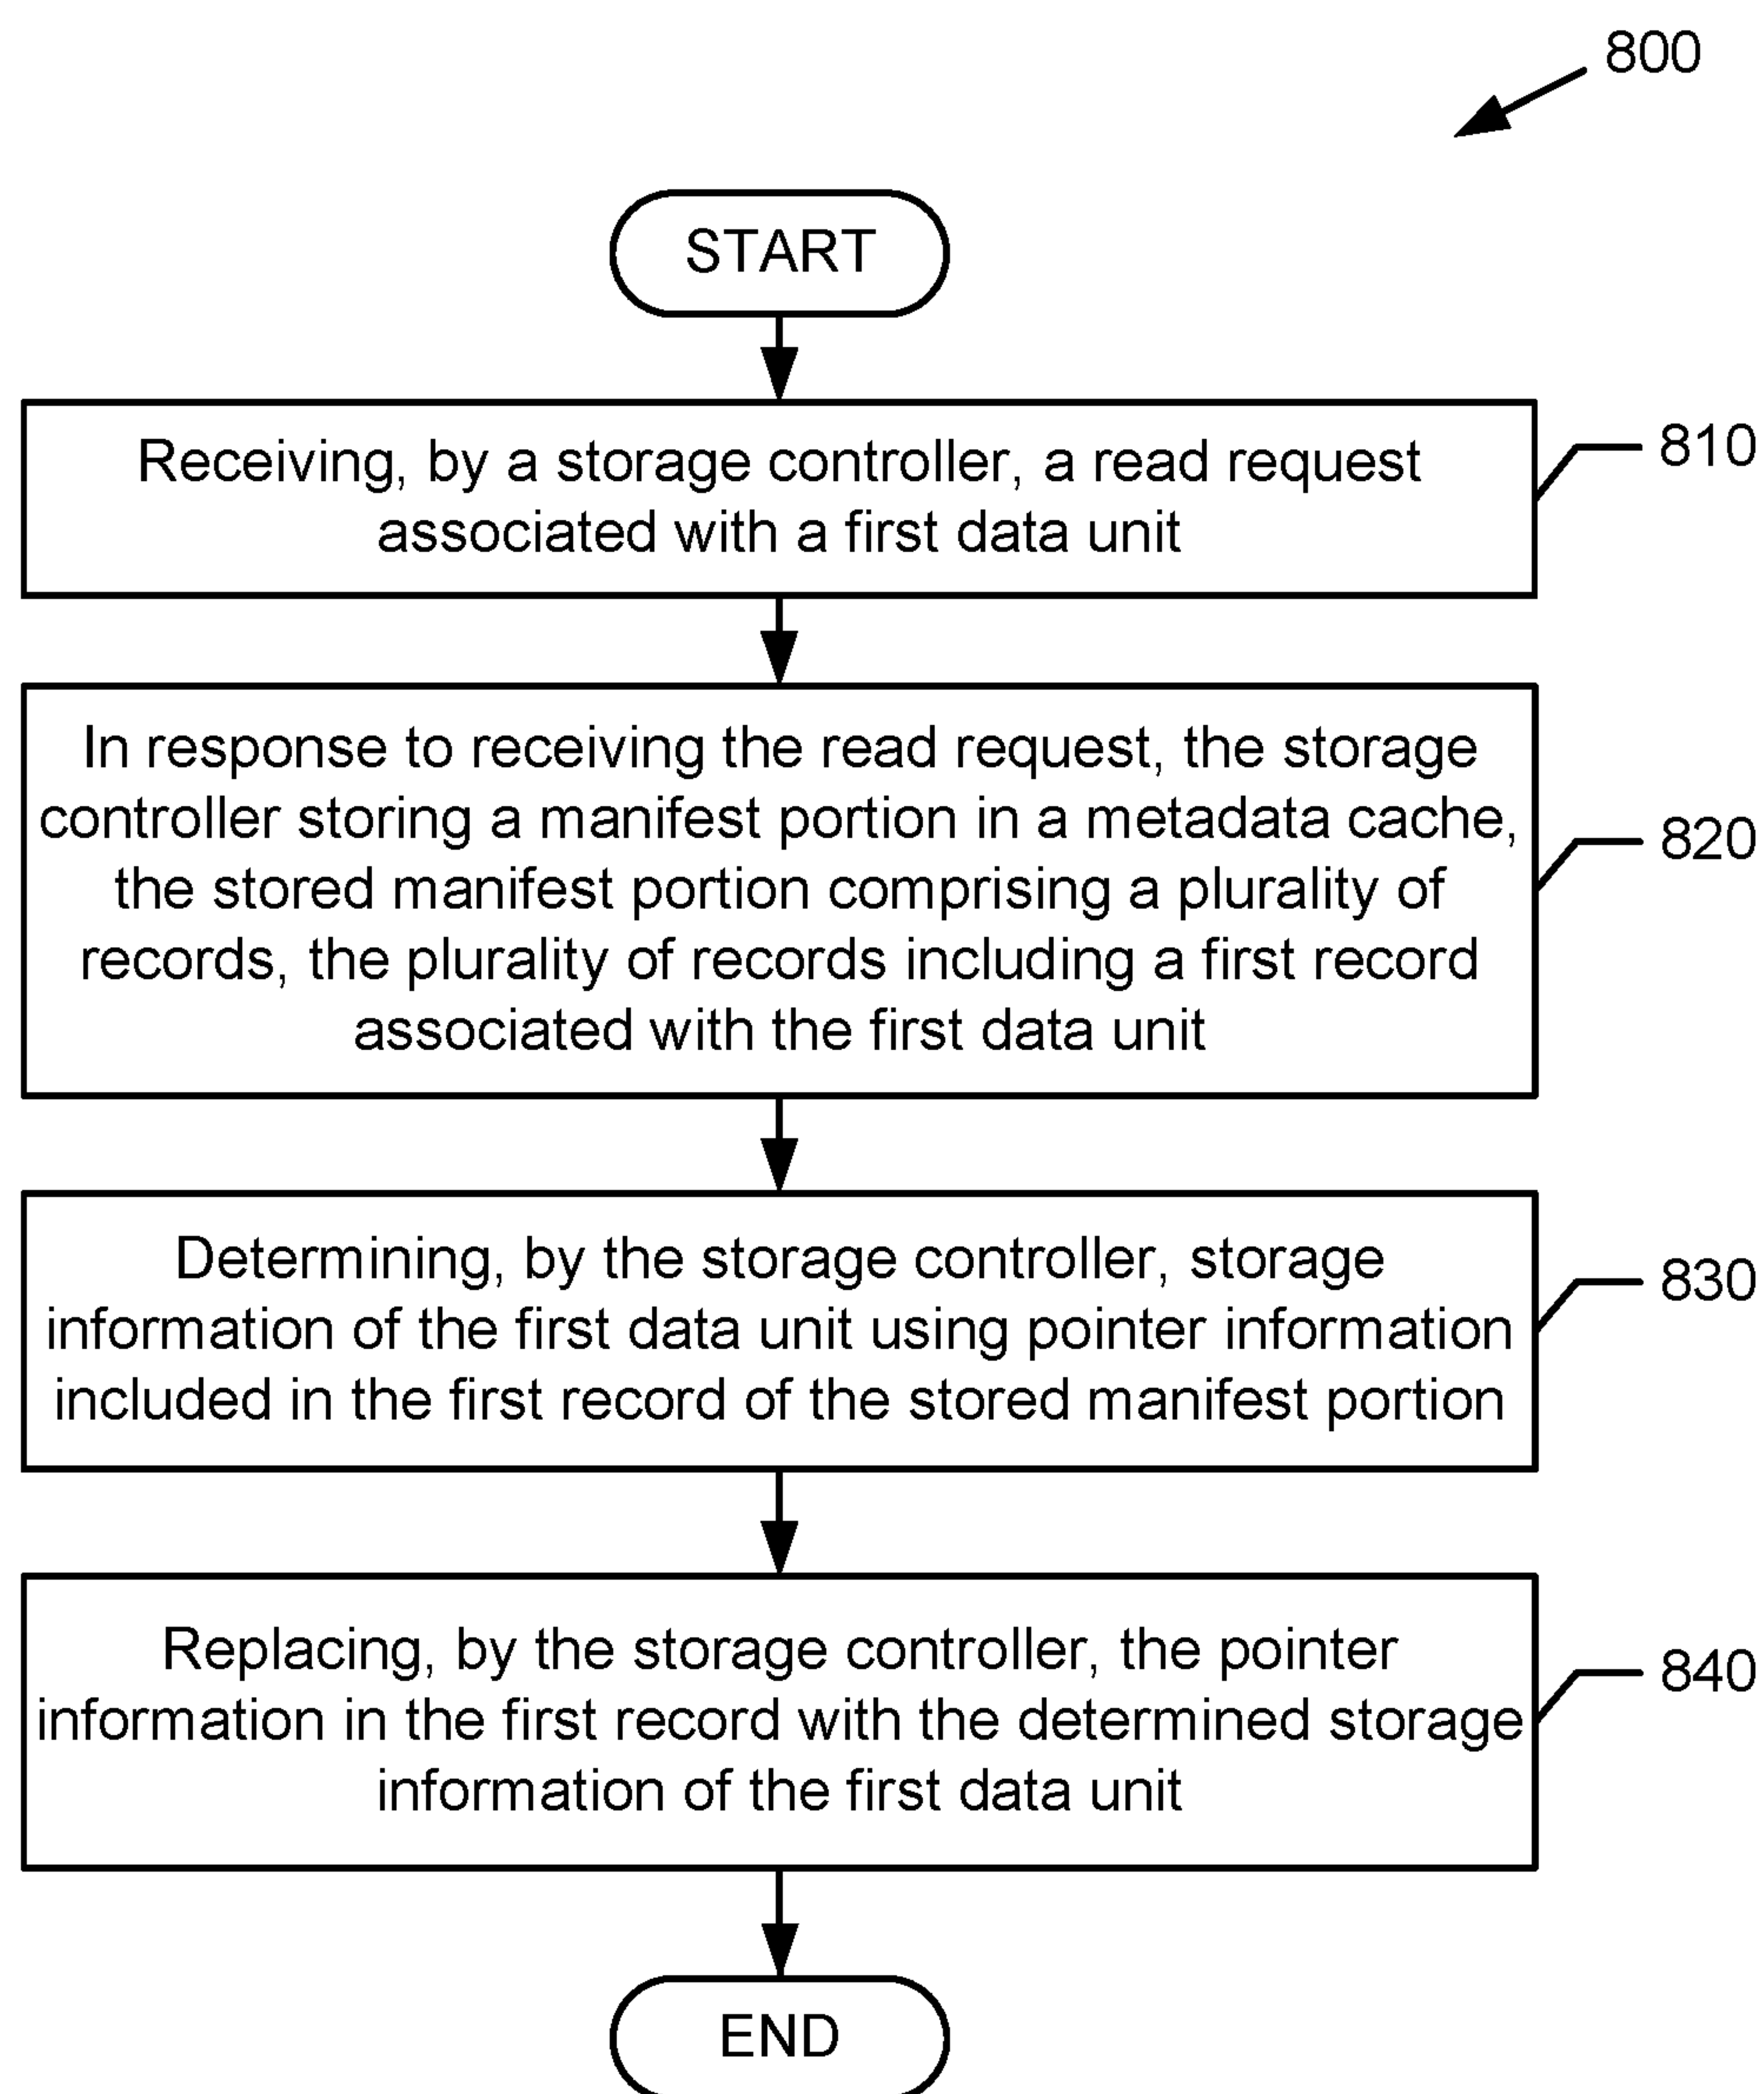 800
START
Receiving, by a storage controller, a read request
associated with a first data unit
810
In response to receiving the read request, the storage
controller storing a manifest portion in a metadata cache,
the stored manifest portion comprising a plurality of
records, the plurality of records including a first record
associated with the first data unit
820
Determining, by the storage controller, storage
information of the first data unit using pointer information
included in the first record of the stored manifest portion
830
Replacing, by the storage controller, the pointer
information in the first record with the determined storage
information of the first data unit
840
END